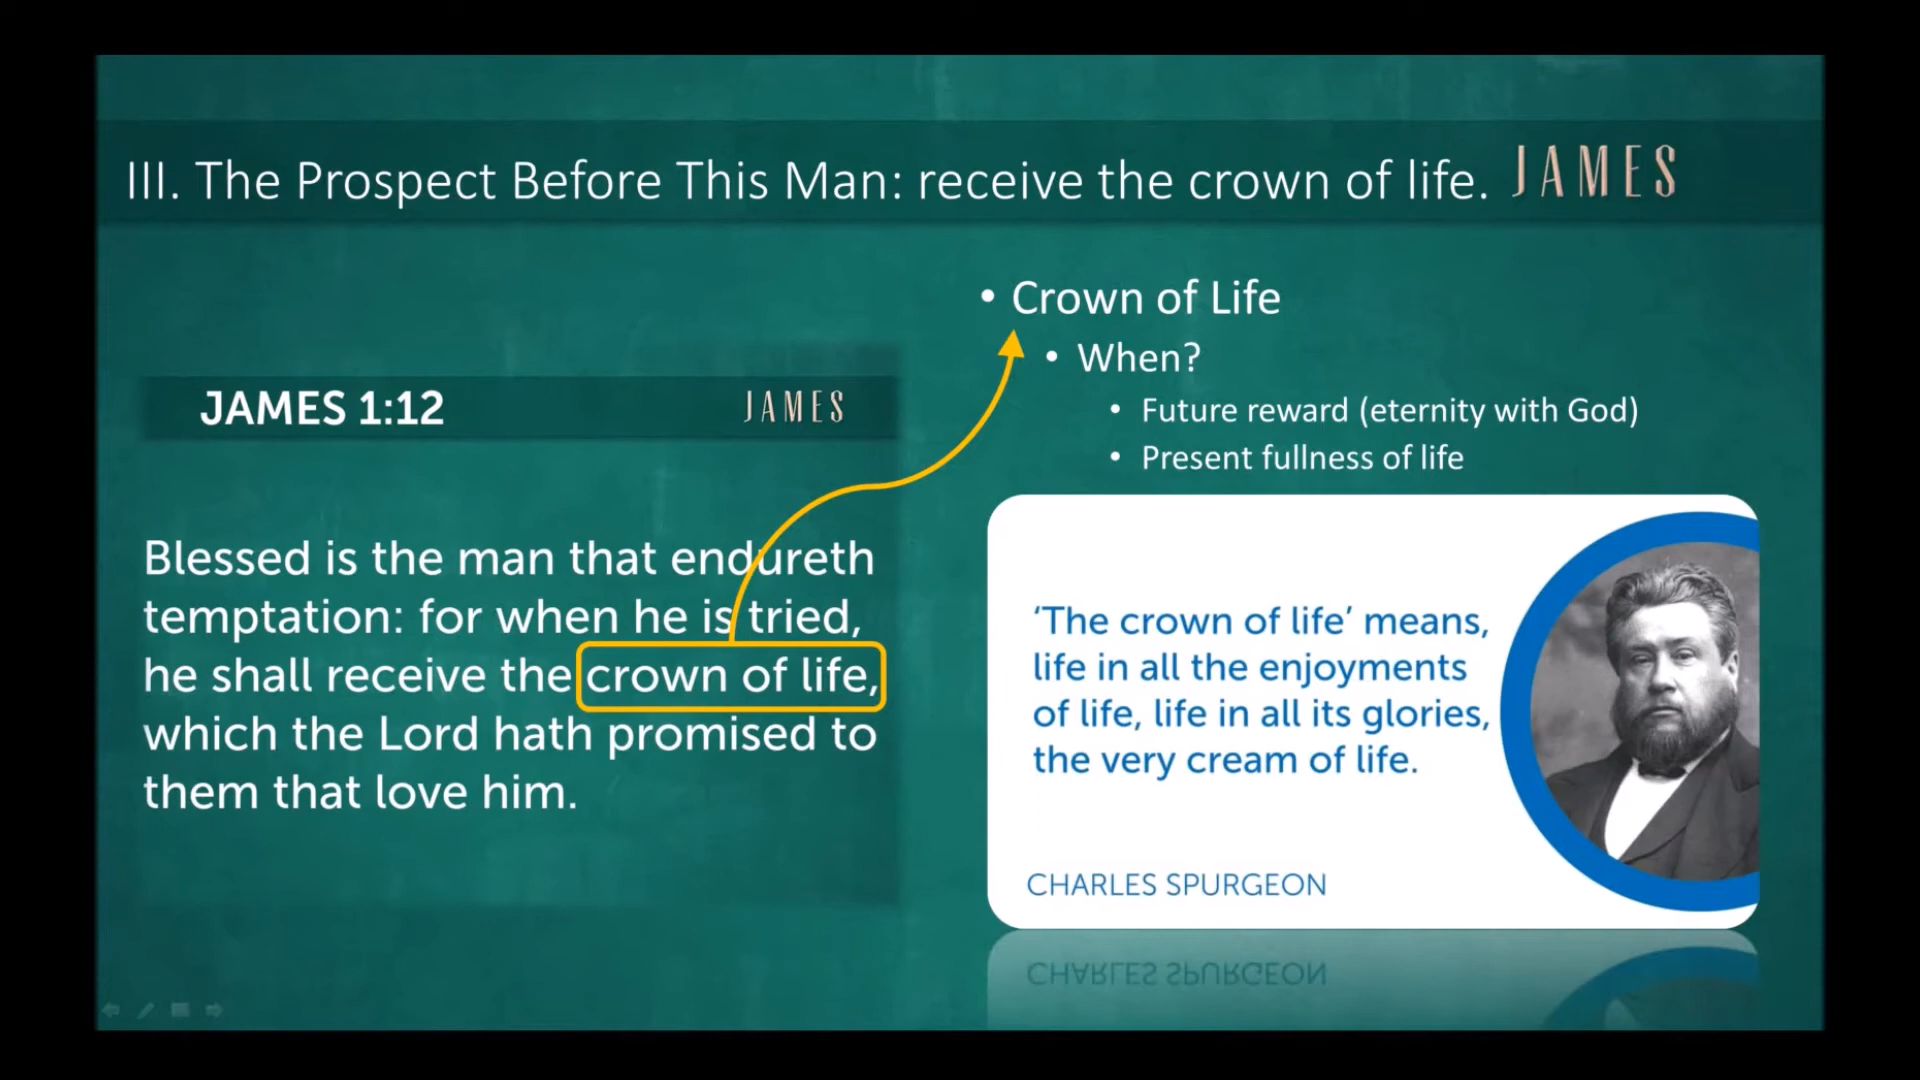 III. The Prospect Before This Man: receive the crown of life. JAMES
JAMES 1:12 JAMES
Blessed is the man that endureth
temptation: for when he is tried,
he shall receive the crown of life,
which the Lord hath promised to
them that love him.
• Crown of Life
• When?
• Future reward (eternity with God)
• Present fullness of life
‘The crown of life’ means,
life in all the enjoyments
of life, life in all its glories,
the very cream of life.
CHARLES SPURGEON
CHARLES SPURGEON